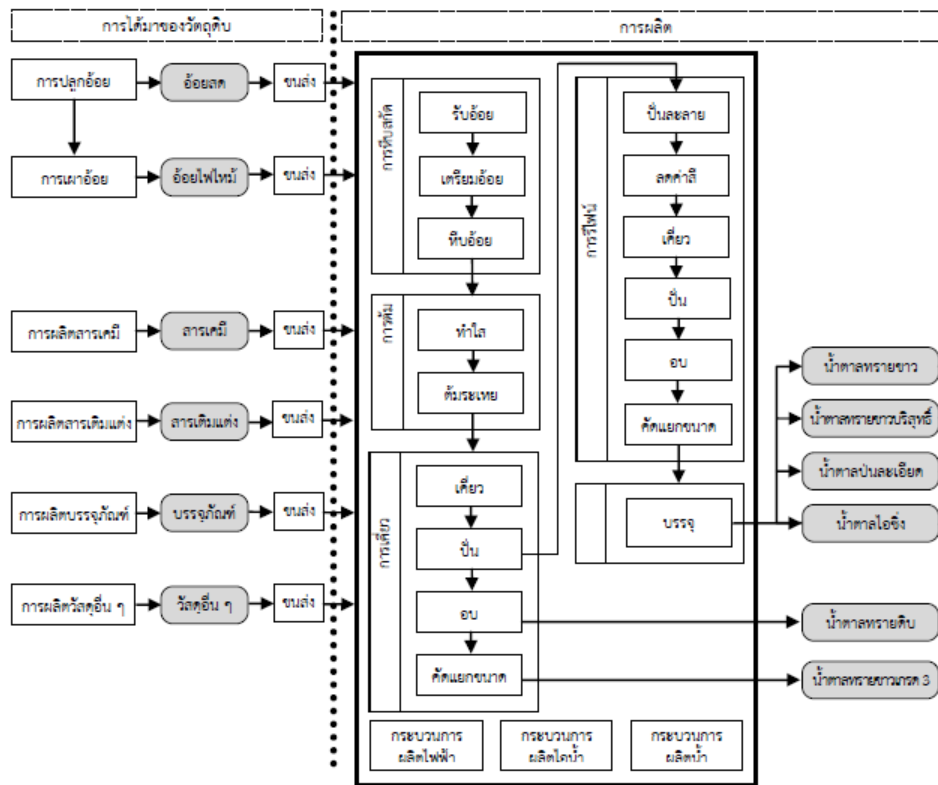 การได้มาของวัตถุดิบ
การผลิต
การปลูกอ้อย
อ้อยสด
ขนส่ง
การเผาอ้อย
อ้อยไฟไหม้
ขนส่ง
การผลิตสารเคมี
สารเคมี
ขนส่ง
การผลิตสารเติมแต่ง
สารเติมแต่ง
ขนส่ง
การผลิตบรรจุภัณฑ์
บรรจุภัณฑ์
ขนส่ง
การผลิตวัสดุอื่น ๆ
วัสดุอื่น ๆ
ขนส่ง
การหีบสกัด
รับอ้อย
เตรียมอ้อย
หีบอ้อย
การต้ม
ทำใส
ต้มระเหย
การเคี่ยว
เคี่ยว
ปั่น
อบ
คัดแยกขนาด
การรีไฟน์
ปั่นละลาย
ลดค่าสี
เคี่ยว
ปั่น
อบ
คัดแยกขนาด
บรรจุ
น้ำตาลทรายขาว
น้ำตาลทรายขาวบริสุทธิ์
น้ำตาลป่นละเอียด
น้ำตาลไอซิ่ง
น้ำตาลทรายดิบ
น้ำตาลทรายขาวเกรด 3
กระบวนการ
ผลิตไฟฟ้า
กระบวนการ
ผลิตไอน้ำ
กระบวนการ
ผลิตน้ำ